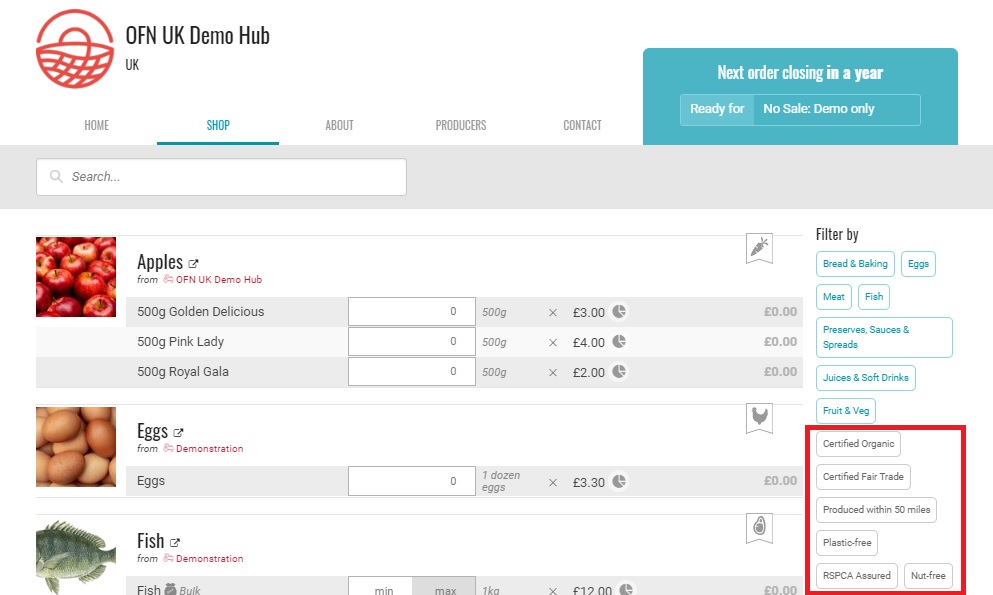 OFN UK Demo Hub
UK
Next order closing in a year
Ready for No Sale: Demo only
HOME SHOP ABOUT PRODUCERS CONTACT
Search...
Filter by
Bread & Baking Eggs
Meat Fish
Preserves, Sauces &
Spreads
Juices & Soft Drinks
Fruit & Veg
Certified Organic
Certified Fair Trade
Produced within 50 miles
Plastic-free
RSPCA Assured Nut-free
Apples
from OFN UK Demo Hub
500g Golden Delicious 0 500g × £3.00 £0.00
500g Pink Lady 0 500g × £4.00 £0.00
500g Royal Gala 0 500g × £2.00 £0.00
Eggs
from Demonstration
Eggs 0 1 dozen
eggs × £3.30 £0.00
Fish
from Demonstration
Fish Bulk min max 1kg × £12.00 £0.00